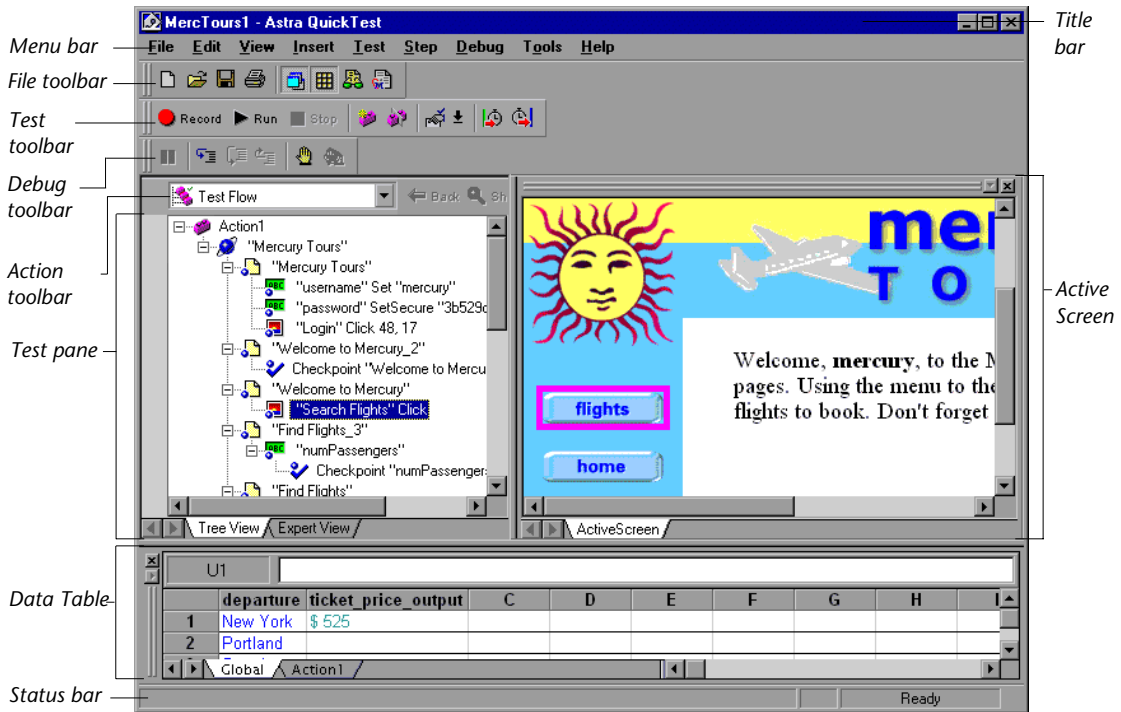 MercTours1 - Astra QuickTest
Title bar
Menu bar
File Edit View Insert Test Step Debug Tools Help
File toolbar
Test toolbar
Record Run Stop
Debug toolbar
Action toolbar
Test Flow Back Sh
Test pane
Action1
"Mercury Tours"
"Mercury Tours"
"username" Set "mercury"
"password" SetSecure "3b529c
"Login" Click 48, 17
"Welcome to Mercury_2"
Checkpoint "Welcome to Mercu
"Welcome to Mercury"
"Search Flights" Click
"Find Flights_3"
"numPassengers"
Checkpoint "numPassenger
"Find Flights"
Tree View Expert View
mer
TO
Welcome, mercury, to the M
pages. Using the menu to the
flights to book. Don't forget
flights
home
ActiveScreen
Active Screen
Data Table
U1
departure ticket_price_output C D E F G H I
1 New York $ 525
2 Portland
Global Action1
Status bar
Ready